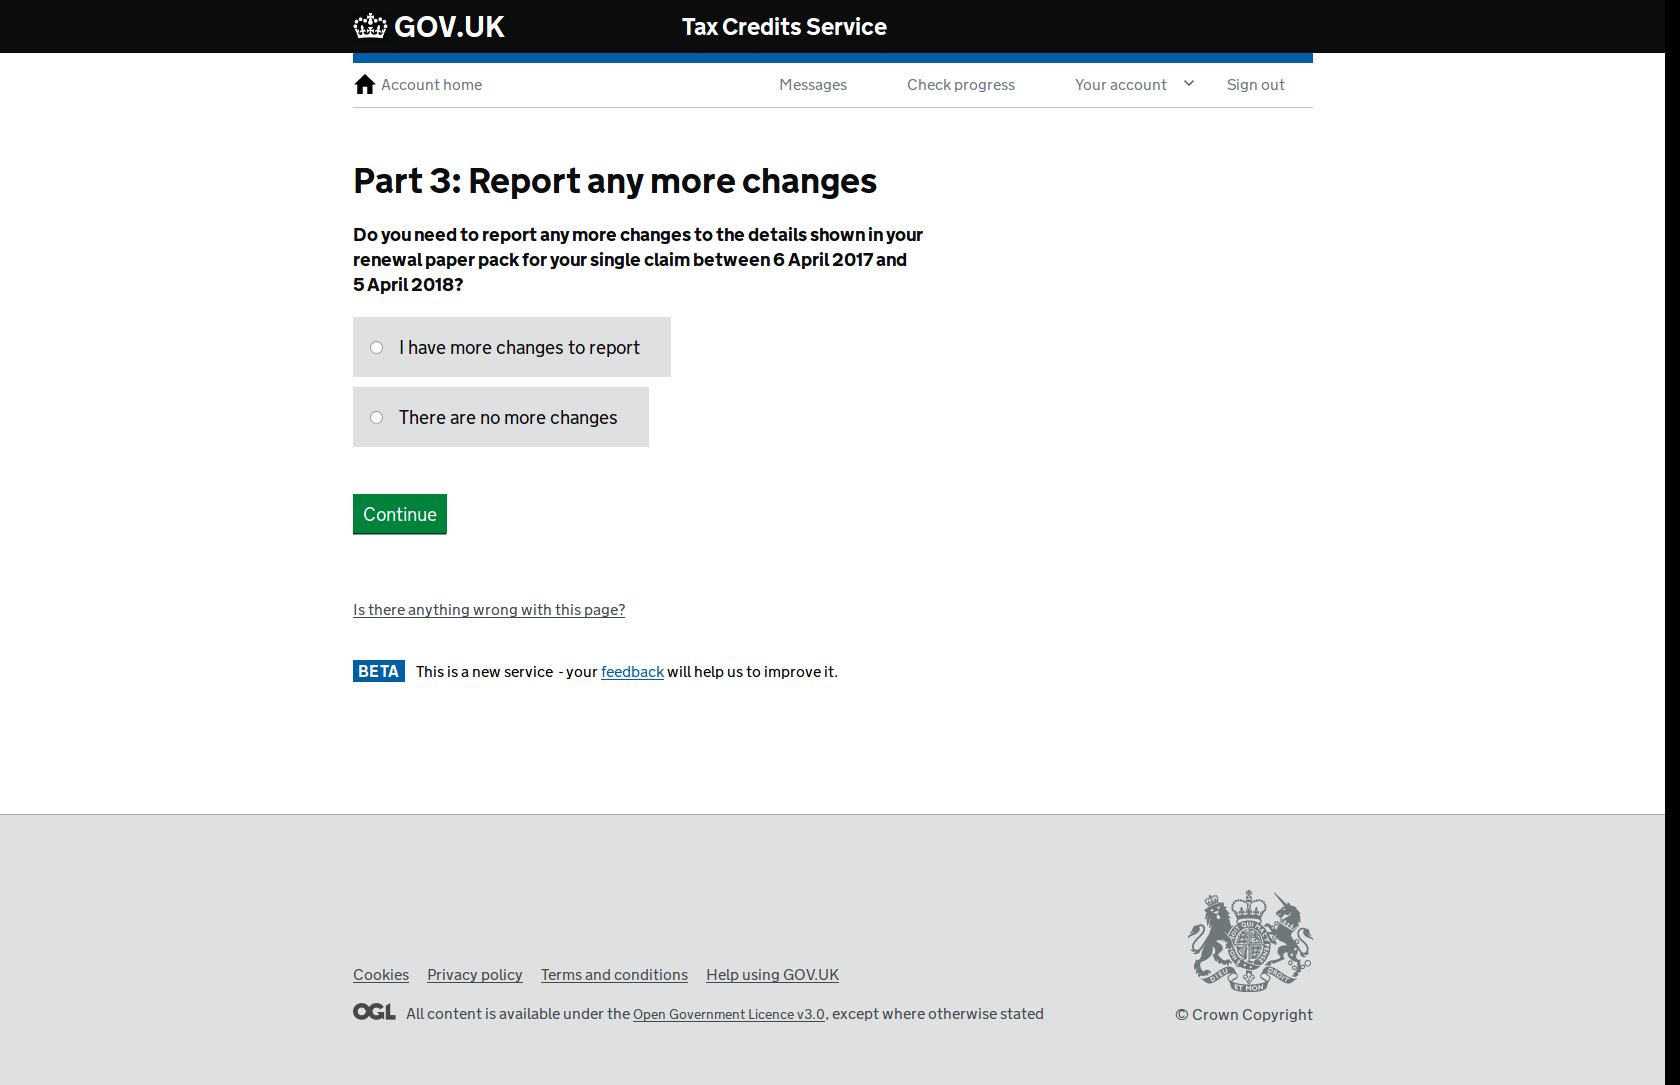 GOV.UK
Tax Credits Service
Account home
Messages
Check progress
Your account
Sign out
Part 3: Report any more changes
Do you need to report any more changes to the details shown in your
renewal paper pack for your single claim between 6 April 2017 and
5 April 2018?
I have more changes to report
There are no more changes
Continue
Is there anything wrong with this page?
BETA This is a new service - your feedback will help us to improve it.
Cookies Privacy policy Terms and conditions Help using GOV.UK
OGL All content is available under the Open Government Licence v3.0, except where otherwise stated
DIEU ET MON DROIT
© Crown Copyright